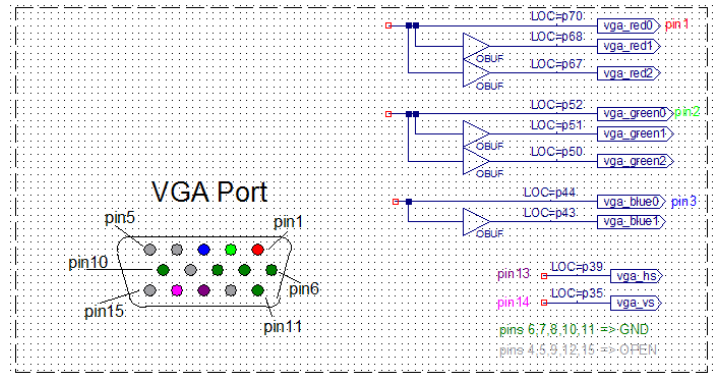 LOC=p70
vga_red0 pin1
LOC=p68
vga_red1
OBUF
LOC=p67
vga_red2
OBUF
LOC=p52
vga_green0 pin2
LOC=p51
vga_green1
OBUF
LOC=p50
vga_green2
OBUF
LOC=p44
vga_blue0 pin3
LOC=p43
vga_blue1
OBUF
pin13 LOC=p39 vga_hs
pin14 LOC=p35 vga_vs
pins 6,7,8,10,11 => GND
pins 4,5,9,12,15 => OPEN
VGA Port
pin5
pin1
pin10
pin6
pin15
pin11